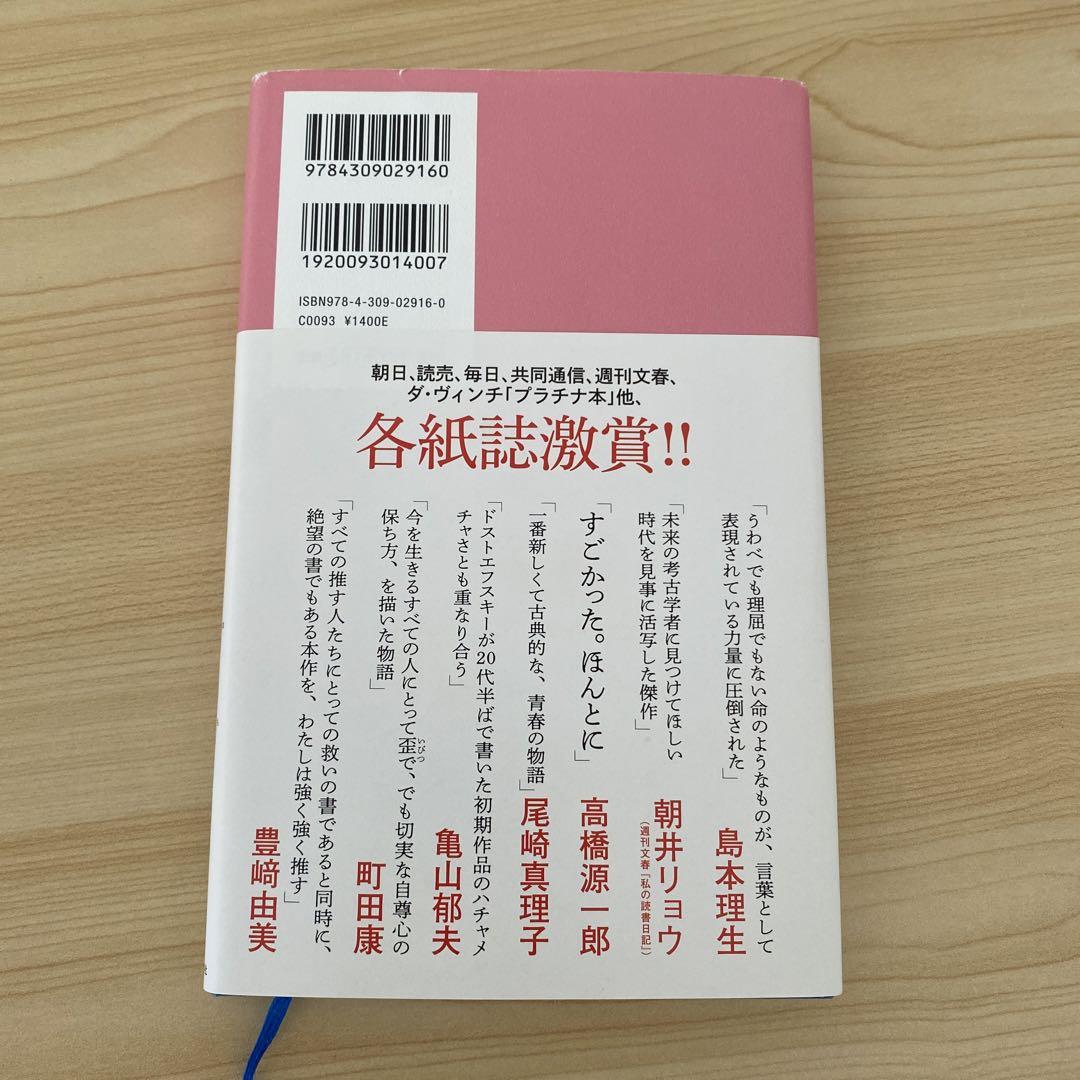 9784309029160
1920093014007
ISBN978-4-309-02916-0
C0093 ¥1400E
朝日、読売、毎日、共同通信、週刊文春、
ダ・ヴィンチ「プラチナ本」他、
各紙誌激賞!!
「うわべでも理屈でもない命のようなものが、言葉として
表現されている力量に圧倒された」
島本理生
「未来の考古学者に見つけてほしい
時代を見事に活写した傑作」
朝井リョウ
(週刊文春「私の読書日記」)
「すごかった。ほんとに」
高橋源一郎
「一番新しくて古典的な、青春の物語」
尾崎真理子
「ドストエフスキーが20代半ばで書いた初期作品のハチャメ
チャさとも重なり合う」
亀山郁夫
「今を生きるすべての人にとって歪で、でも切実な自尊心の
いびつ
保ち方、を描いた物語」
町田康
「すべての推す人たちにとっての救いの書であると同時に、
絶望の書でもある本作を、わたしは強く強く推す」
豊﨑由美